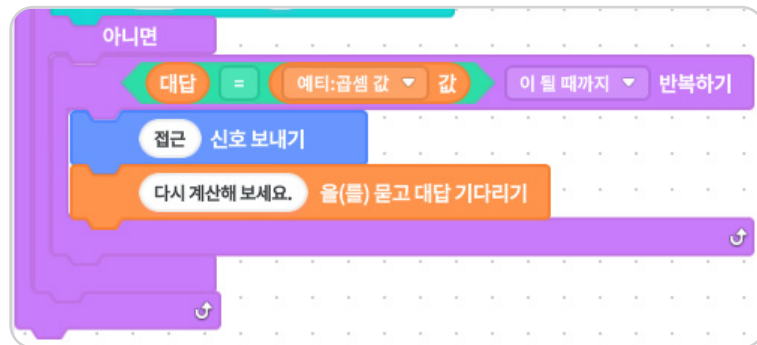 아니면
대답 = 예티:곱셈 값 ▼ 값 이 될 때까지 ▼ 반복하기
접근 신호 보내기
다시 계산해 보세요. 올(틀) 묻고 대답 기다리기